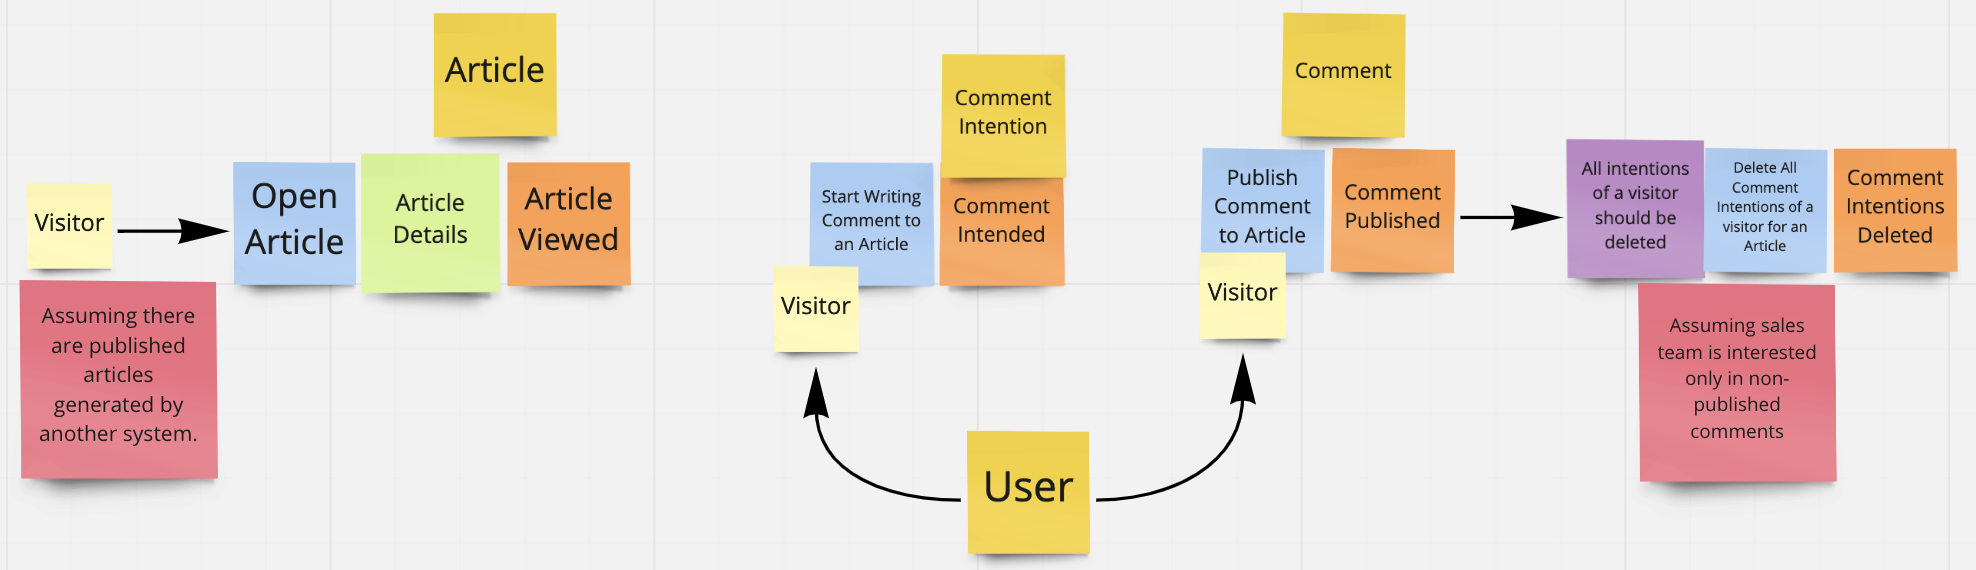 Article
Visitor
Open
Article
Article
Details
Article
Viewed
Assuming there
are published
articles
generated by
another system.
Comment
Intention
Start Writing
Comment to
an Article
Comment
Intended
Visitor
User
Comment
Publish
Comment
to Article
Comment
Published
Visitor
All intentions
of a visitor
should be
deleted
Delete All
Comment
Intentions of a
visitor for an
Article
Comment
Intentions
Deleted
Assuming sales
team is interested
only in non-
published
comments